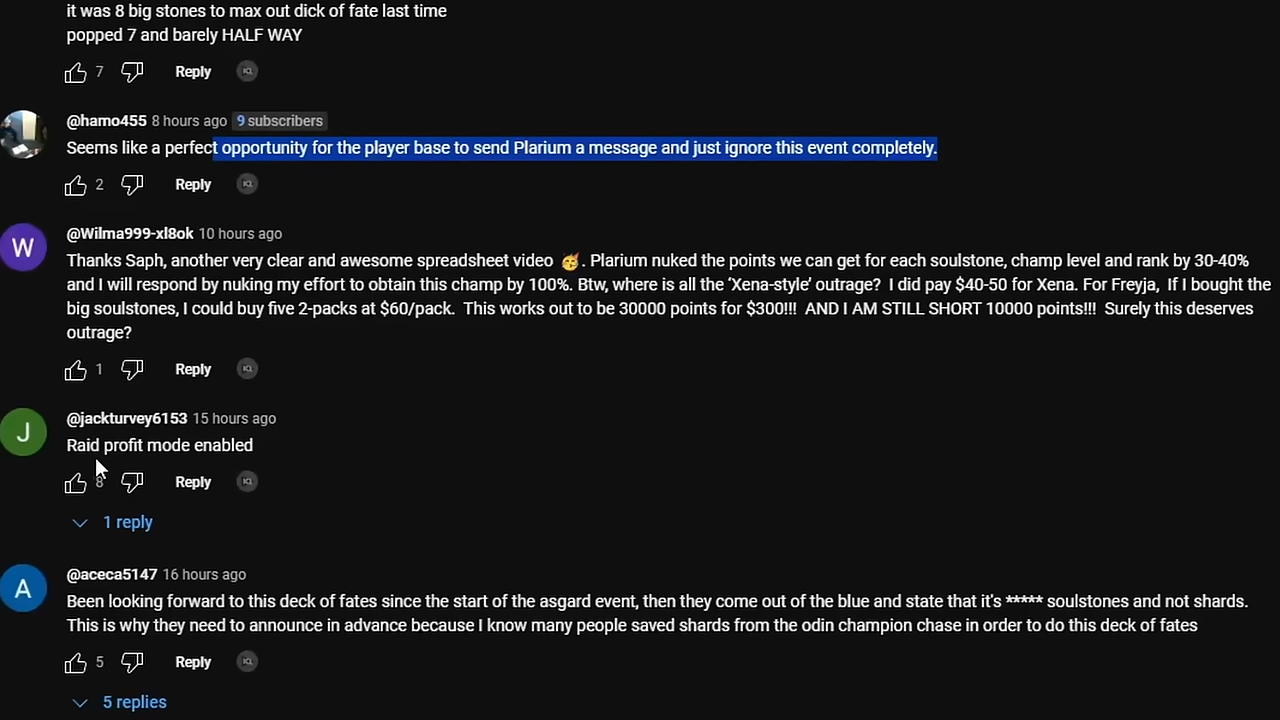 it was 8 big stones to max out dick of fate last time
popped 7 and barely HALF WAY
7 Reply IQ
@hamo455 8 hours ago 9 subscribers
Seems like a perfect opportunity for the player base to send Plarium a message and just ignore this event completely.
2 Reply IQ
W @Wilma999-xl8ok 10 hours ago
Thanks Saph, another very clear and awesome spreadsheet video 🥳. Plarium nuked the points we can get for each soulstone, champ level and rank by 30-40%
and I will respond by nuking my effort to obtain this champ by 100%. Btw, where is all the ‘Xena-style’ outrage? I did pay $40-50 for Xena. For Freyja, If I bought the
big soulstones, I could buy five 2-packs at $60/pack. This works out to be 30000 points for $300!!! AND I AM STILL SHORT 10000 points!!! Surely this deserves
outrage?
1 Reply IQ
J @jackturvey6153 15 hours ago
Raid profit mode enabled
8 Reply IQ
1 reply
A @aceca5147 16 hours ago
Been looking forward to this deck of fates since the start of the asgard event, then they come out of the blue and state that it's ***** soulstones and not shards.
This is why they need to announce in advance because I know many people saved shards from the odin champion chase in order to do this deck of fates
5 Reply IQ
5 replies